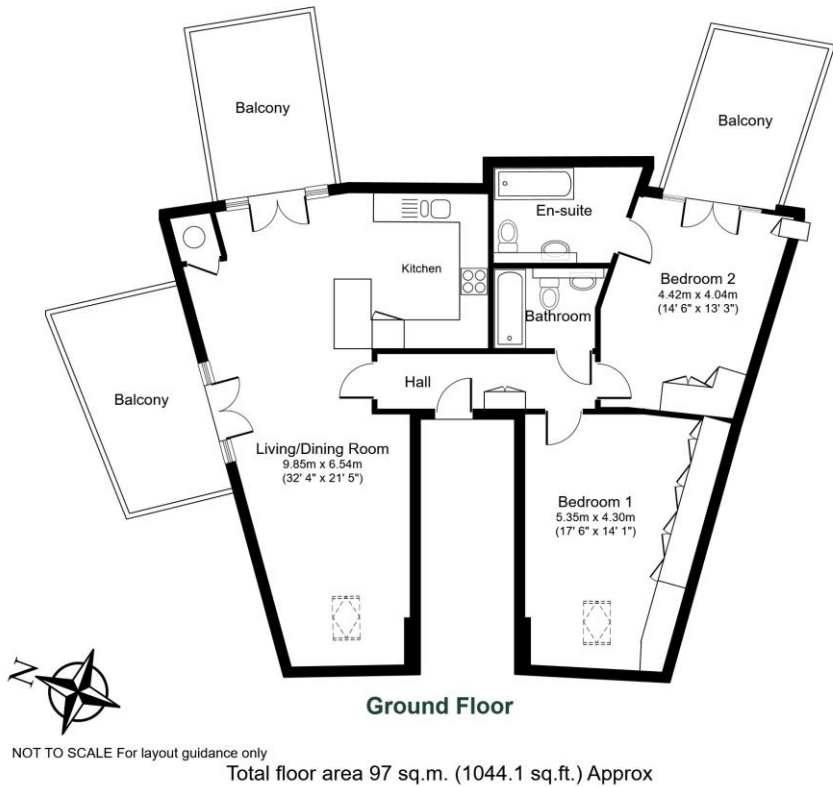 Balcony
Balcony
En-suite
Kitchen
Bedroom 2
4.42m x 4.04m
(14' 6" x 13' 3")
Bathroom
Hall
Balcony
Living/Dining Room
9.85m x 6.54m
(32' 4" x 21' 5")
Bedroom 1
5.35m x 4.30m
(17' 6" x 14' 1")
N
Ground Floor
NOT TO SCALE For layout guidance only
Total floor area 97 sq.m. (1044.1 sq.ft.) Approx